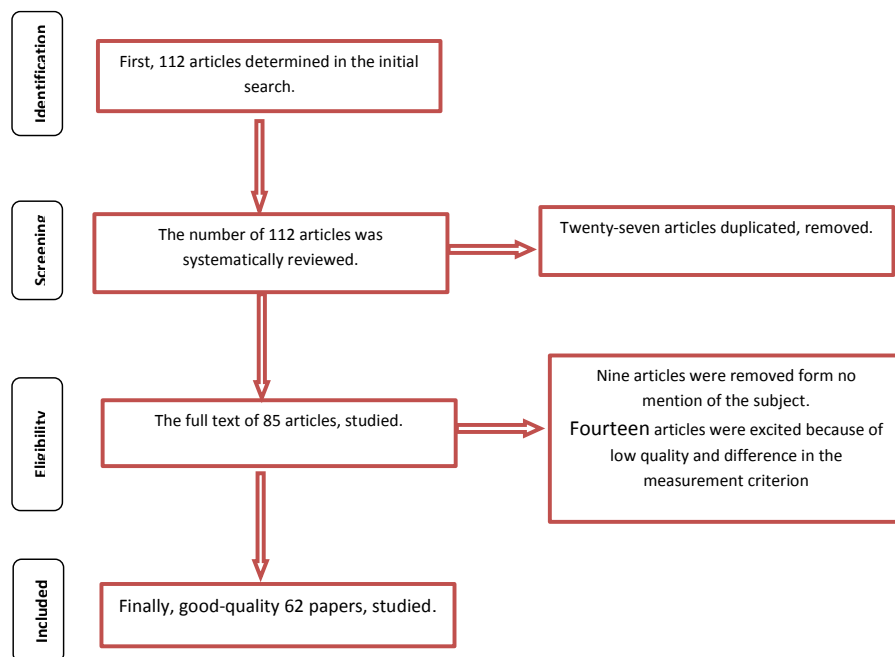 Identification
First, 112 articles determined in the initial
search.
Screening
The number of 112 articles was
systematically reviewed.
Twenty-seven articles duplicated, removed.
Eligibility
The full text of 85 articles, studied.
Nine articles were removed form no
mention of the subject.
Fourteen articles were excited because of
low quality and difference in the
measurement criterion
Included
Finally, good-quality 62 papers, studied.